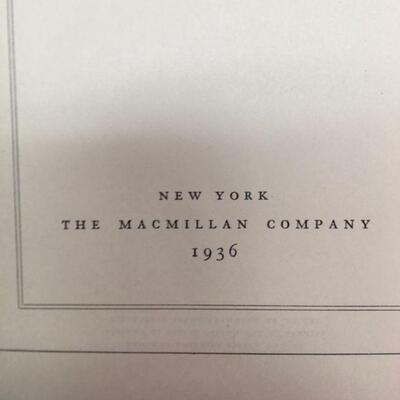 NEW YORK
THE MACMILLAN COMPANY
1936